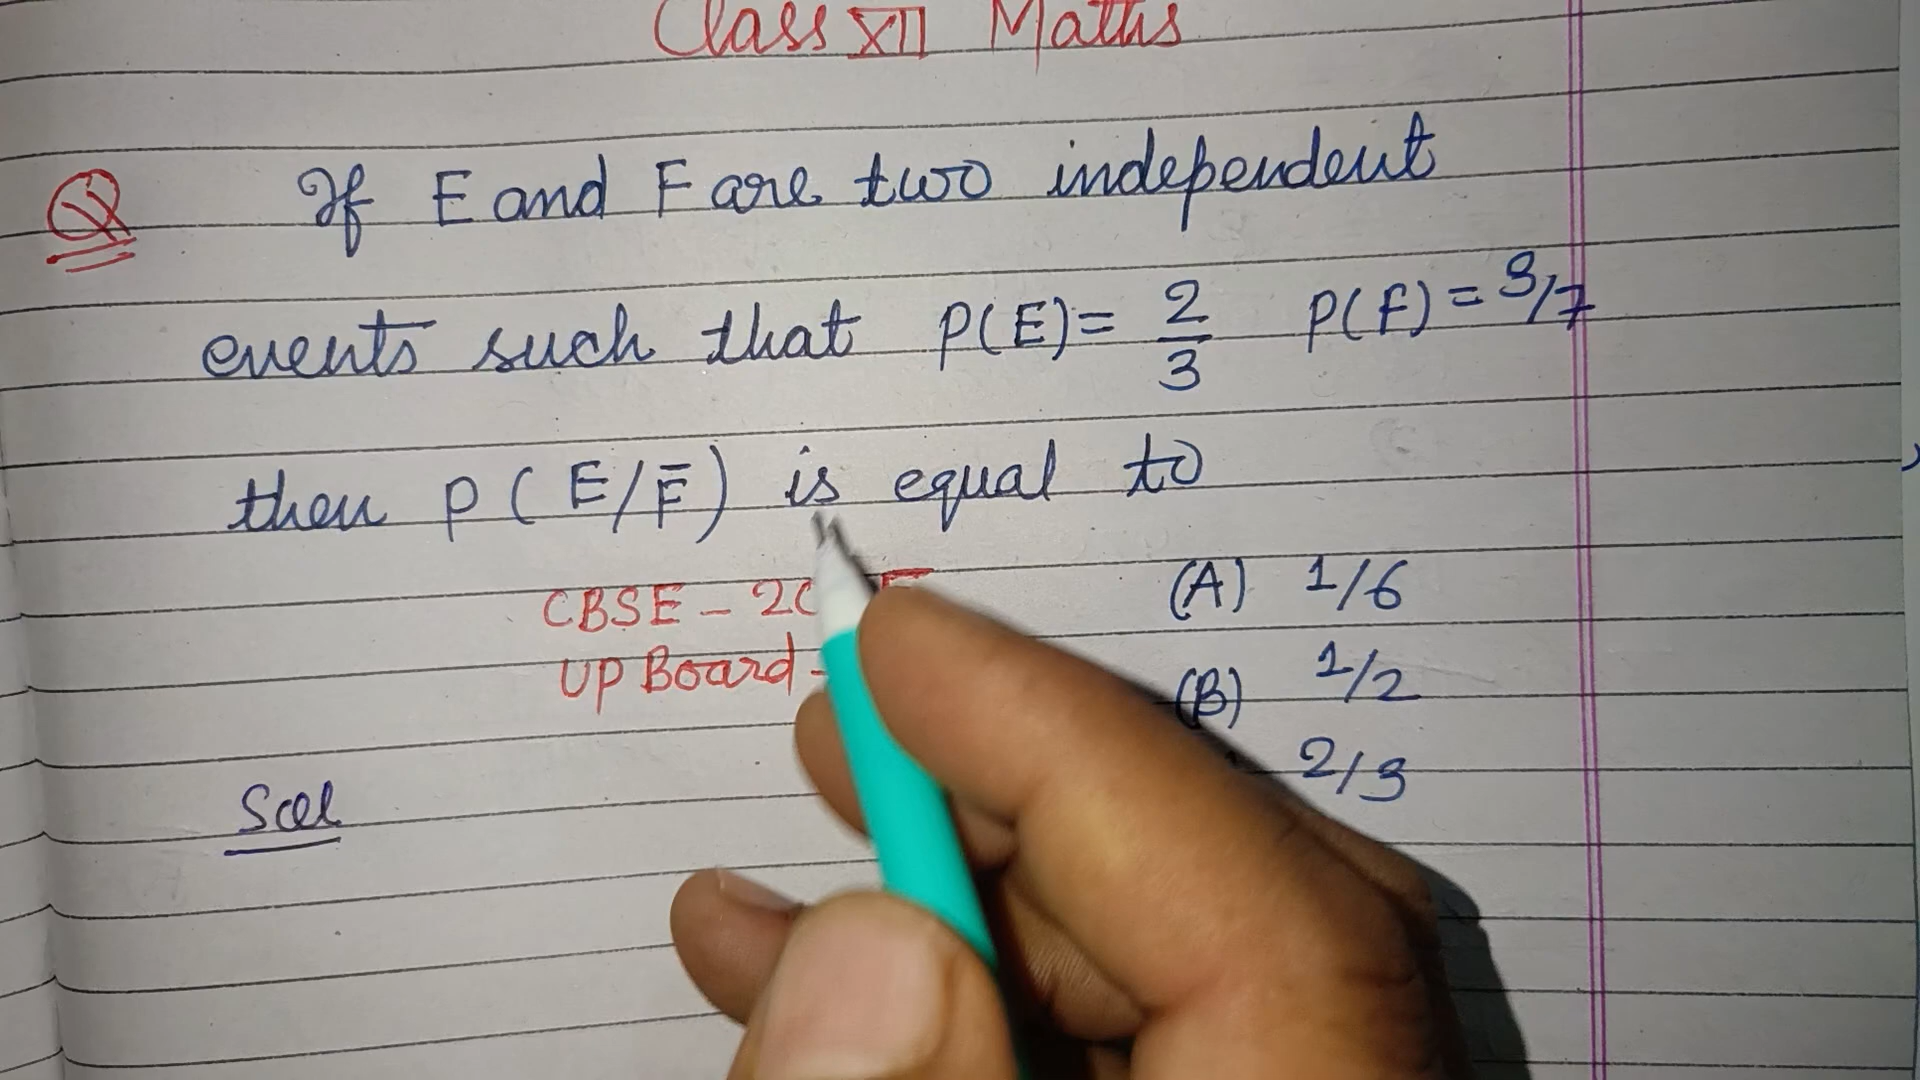 Class XII Maths
Q If E and F are two independent
events such that P(E) = 2/3 P(F) = 3/7
then P(E/F̅) is equal to
CBSE -
(A) 1/6
UP Board -
(B) 1/2
2/3
Sol